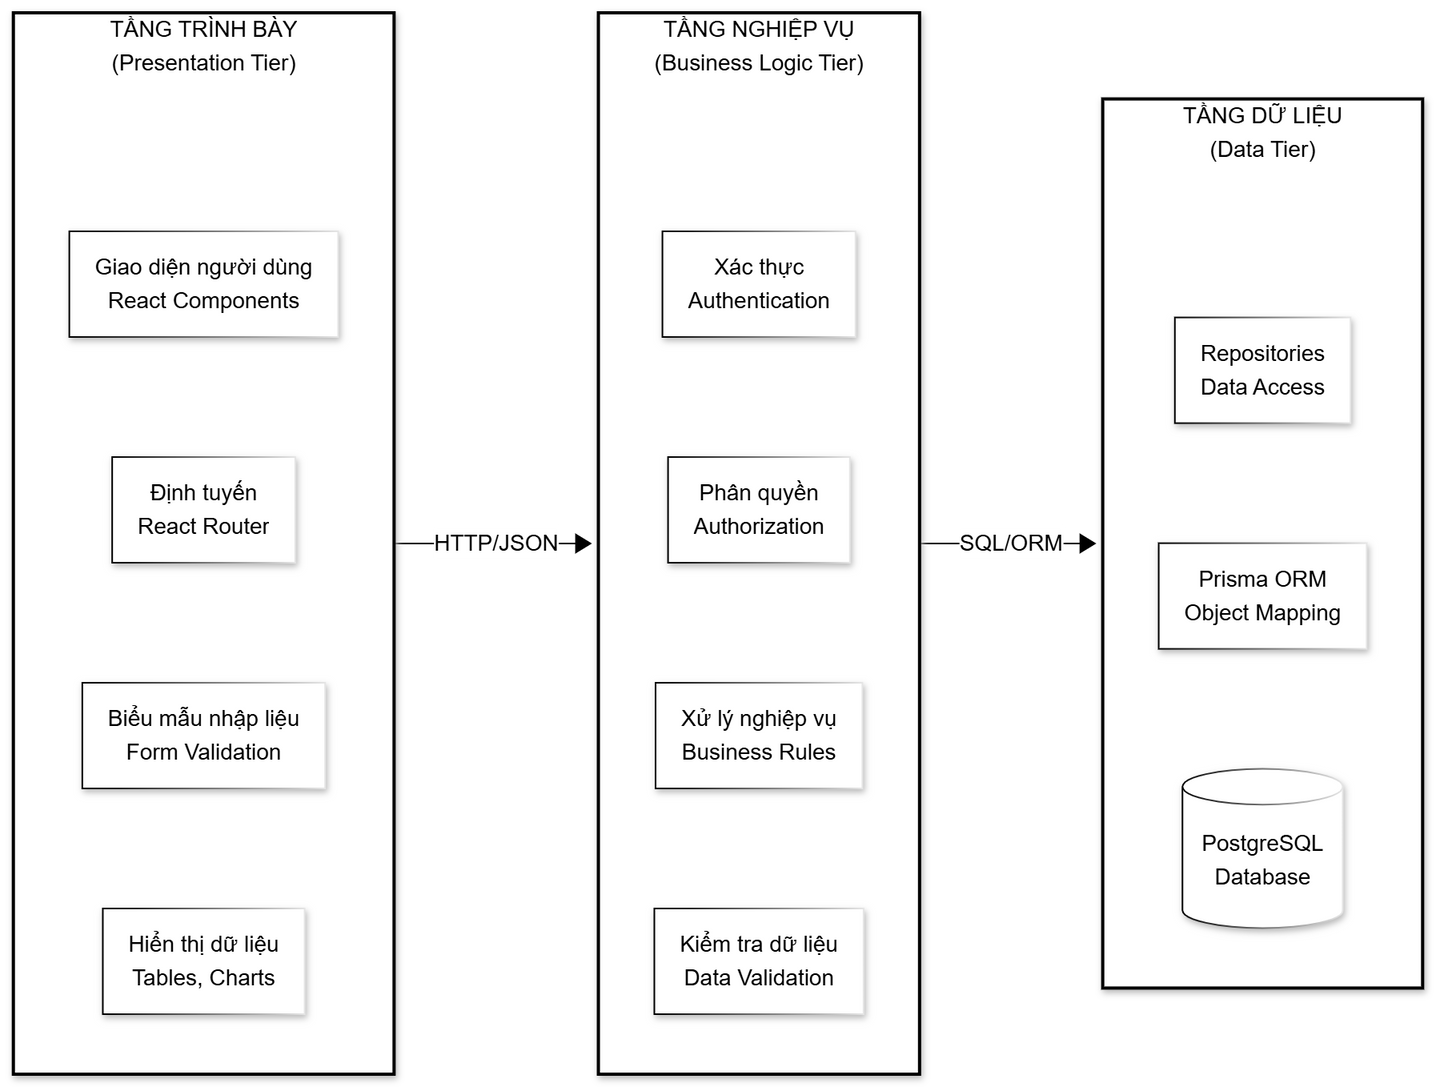 TẦNG TRÌNH BÀY
(Presentation Tier)
Giao diện người dùng
React Components
Định tuyến
React Router
Biểu mẫu nhập liệu
Form Validation
Hiển thị dữ liệu
Tables, Charts
HTTP/JSON
TẦNG NGHIỆP VỤ
(Business Logic Tier)
Xác thực
Authentication
Phân quyền
Authorization
Xử lý nghiệp vụ
Business Rules
Kiểm tra dữ liệu
Data Validation
SQL/ORM
TẦNG DỮ LIỆU
(Data Tier)
Repositories
Data Access
Prisma ORM
Object Mapping
PostgreSQL
Database